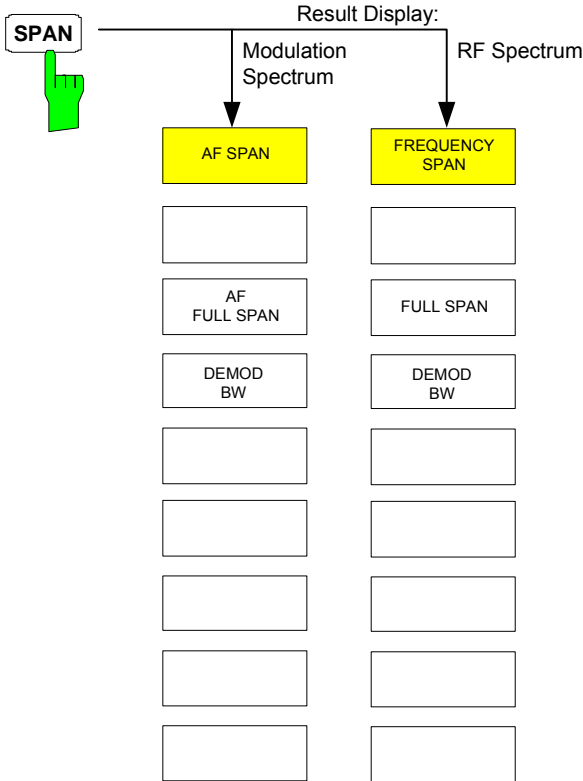 SPAN
Result Display:
Modulation
Spectrum
RF Spectrum
AF SPAN
FREQUENCY
SPAN
AF
FULL SPAN
FULL SPAN
DEMOD
BW
DEMOD
BW